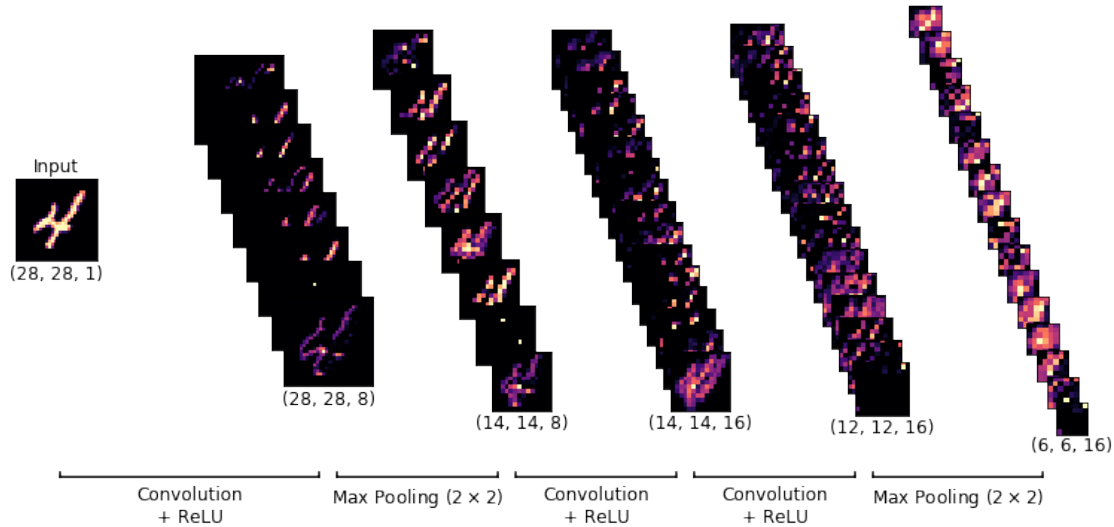 Input
(28, 28, 1)
(28, 28, 8)
(14, 14, 8)
(14, 14, 16)
(12, 12, 16)
(6, 6, 16)
Convolution
+ ReLU
Max Pooling (2 × 2)
Convolution
+ ReLU
Convolution
+ ReLU
Max Pooling (2 × 2)